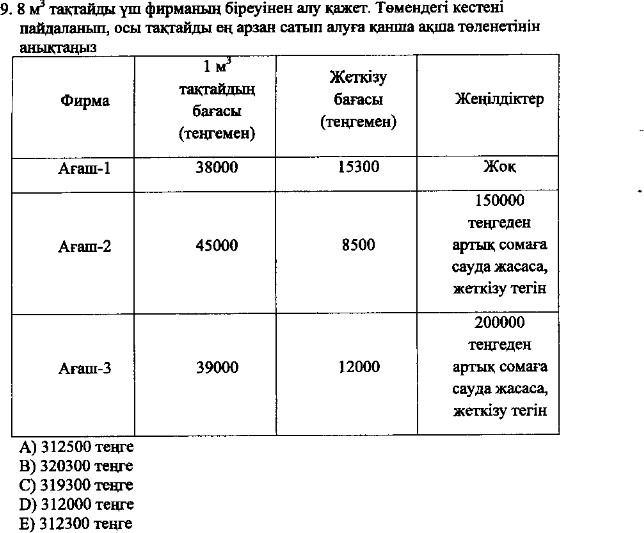 9. 8 м³ тақтайды үш фирманың біреуінен алу қажет. Төмендегі кестені
пайдаланып, осы тақтайды ең арзан сатып алуға қанша ақша төленетінін
анықтаңыз
Фирма
1 м³
тақтайдың
бағасы
(теңгемен)
Жеткізу
бағасы
(теңгемен)
Жеңілдіктер
Ағаш-1
38000
15300
Жоқ
Ағаш-2
45000
8500
150000
теңгеден
артық сомаға
сауда жасаса,
жеткізу тегін
Ағаш-3
39000
12000
200000
теңгеден
артық сомаға
сауда жасаса,
жеткізу тегін
A) 312500 теңге
B) 320300 теңге
C) 319300 теңге
D) 312000 теңге
E) 312300 теңге